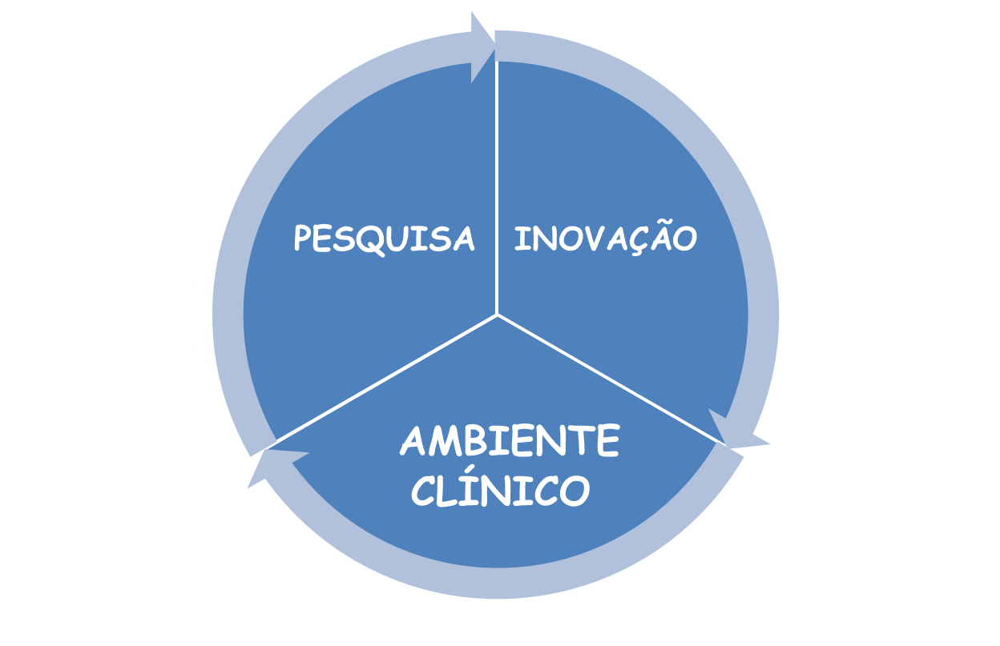 PESQUISA
INOVAÇÃO
AMBIENTE
CLÍNICO